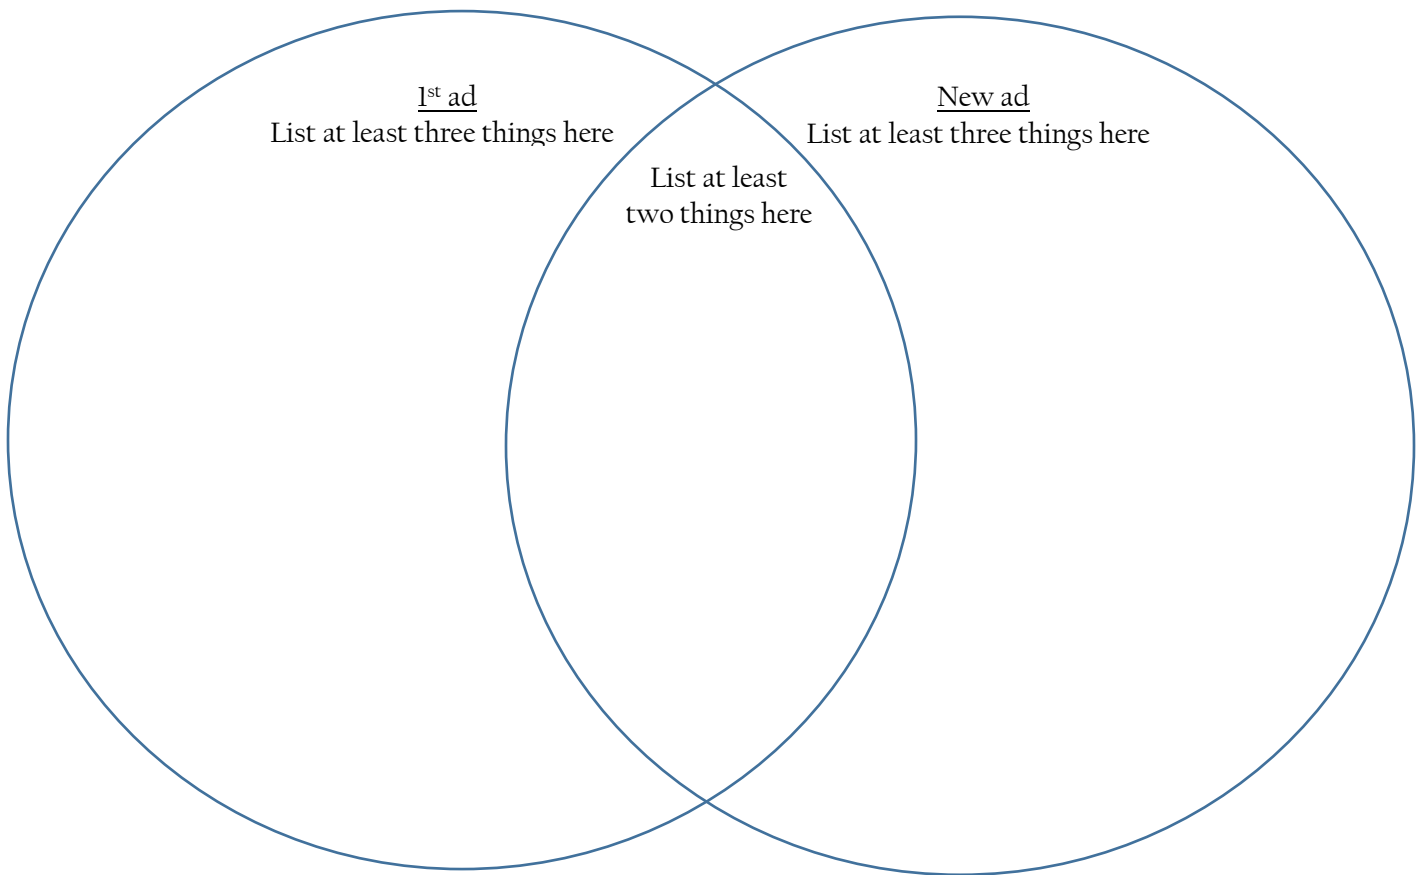 1st ad
List at least three things here
New ad
List at least three things here
List at least
two things here